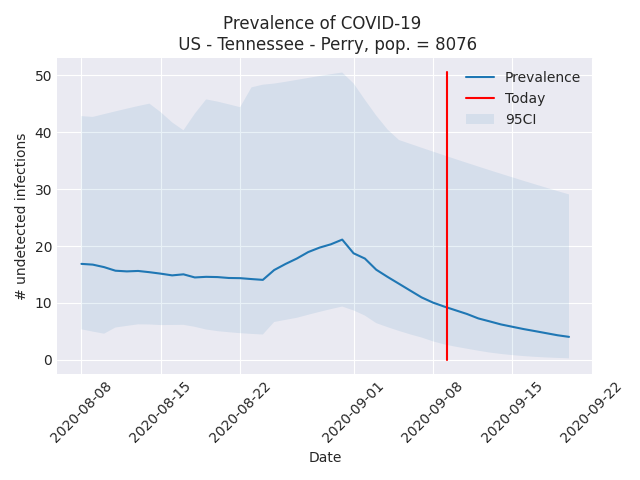 Prevalence of COVID-19
US - Tennessee - Perry, pop. = 8076
Prevalence
Today
95CI
# undetected infections
50
40
30
20
10
0
2020-08-08
2020-08-15
2020-08-22
2020-09-01
2020-09-08
2020-09-15
2020-09-22
Date